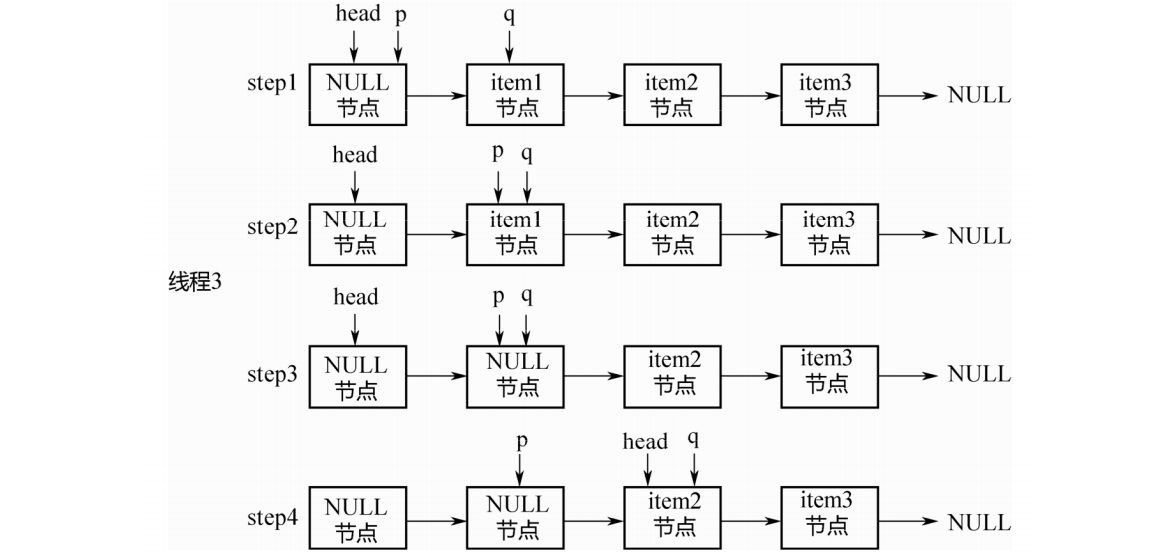 head p q
step1 NULL 节点 item1 节点 item2 节点 item3 节点 NULL
head p q
step2 NULL 节点 item1 节点 item2 节点 item3 节点 NULL
线程3
head p q
step3 NULL 节点 NULL 节点 item2 节点 item3 节点 NULL
p head q
step4 NULL 节点 NULL 节点 item2 节点 item3 节点 NULL